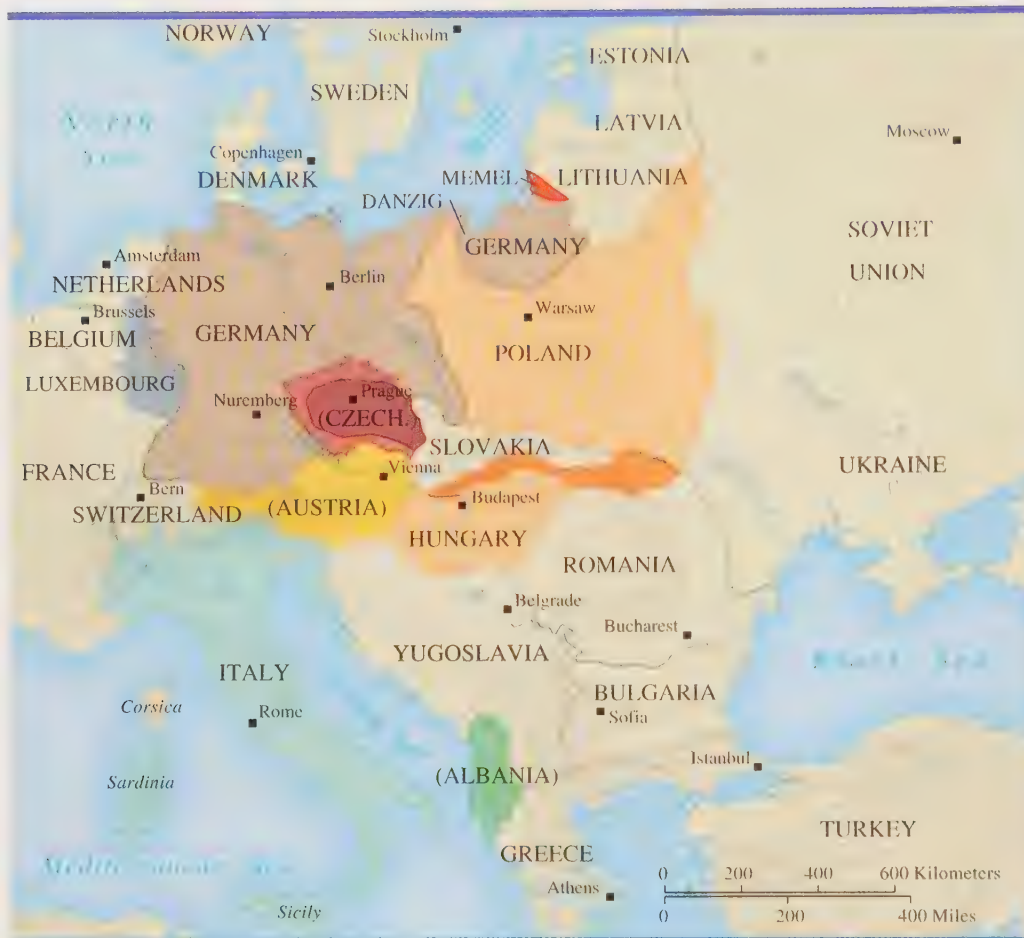 NORWAY
Stockholm
ESTONIA
SWEDEN
North
LATVIA
Moscow
Copenhagen
DENMARK
MEMEL
LITHUANIA
DANZIG
GERMANY
SOVIET
UNION
Amsterdam
NETHERLANDS
Berlin
Brussels
BELGIUM
GERMANY
Warsaw
POLAND
LUXEMBOURG
Nuremberg
Prague
(CZECH.)
SLOVAKIA
FRANCE
Vienna
UKRAINE
Bern
SWITZERLAND
(AUSTRIA)
Budapest
HUNGARY
ROMANIA
Belgrade
Bucharest
YUGOSLAVIA
Black Sea
ITALY
BULGARIA
Corsica
Rome
Sofia
Istanbul
Sardinia
(ALBANIA)
TURKEY
GREECE
0 200 400 600 Kilometers
Athens
0 200 400 Miles
Sicily